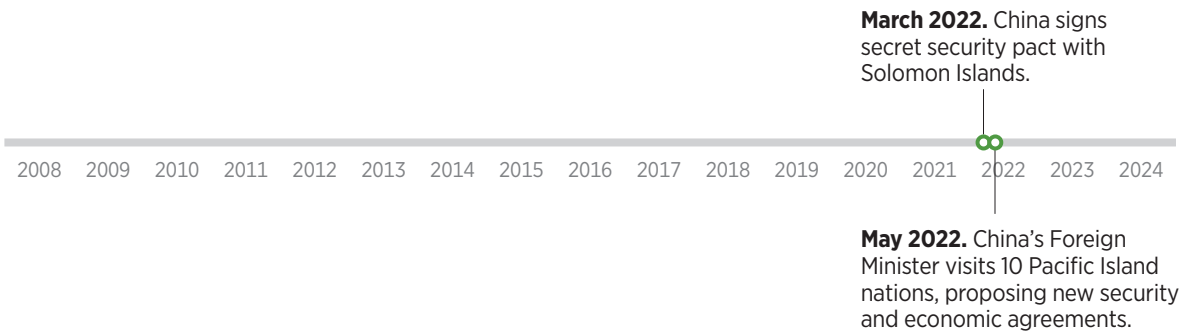 March 2022. China signs
secret security pact with
Solomon Islands.
2008 2009 2010 2011 2012 2013 2014 2015 2016 2017 2018 2019 2020 2021 2022 2023 2024
May 2022. China’s Foreign
Minister visits 10 Pacific Island
nations, proposing new security
and economic agreements.